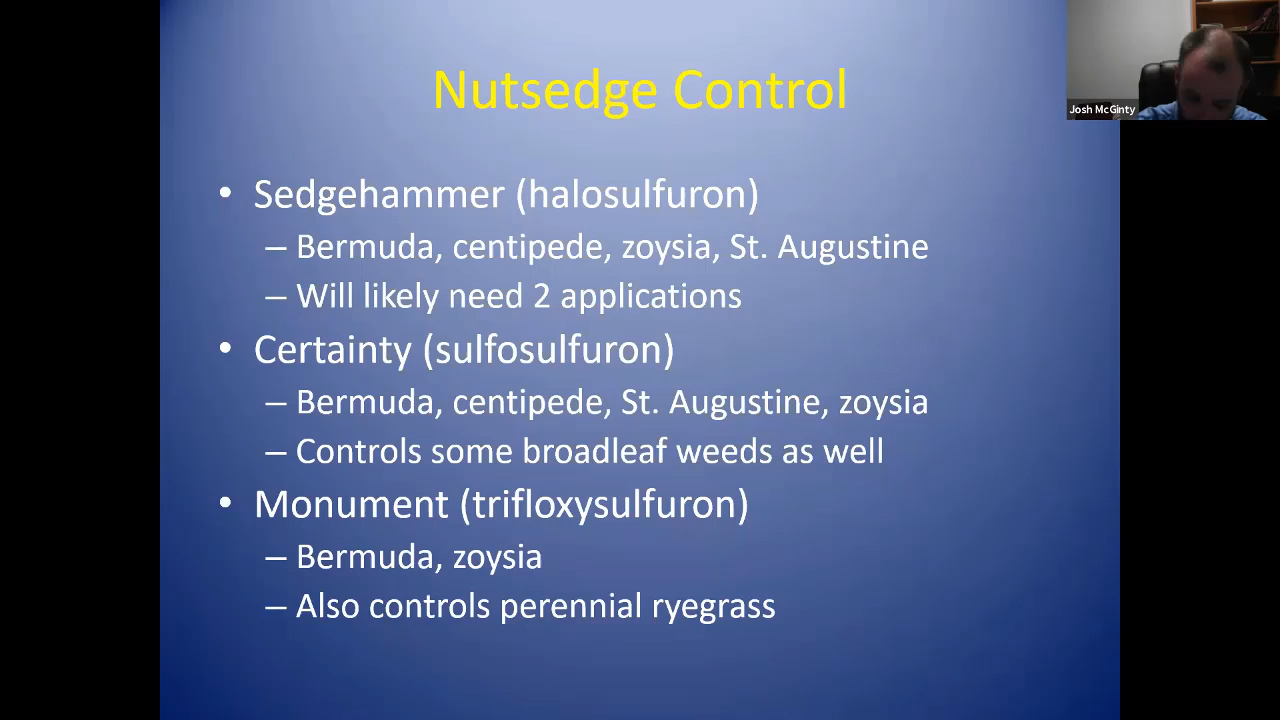 Nutsedge Control
Josh McGinty
• Sedgehammer (halosulfuron)
– Bermuda, centipede, zoysia, St. Augustine
– Will likely need 2 applications
• Certainty (sulfosulfuron)
– Bermuda, centipede, St. Augustine, zoysia
– Controls some broadleaf weeds as well
• Monument (trifloxysulfuron)
– Bermuda, zoysia
– Also controls perennial ryegrass